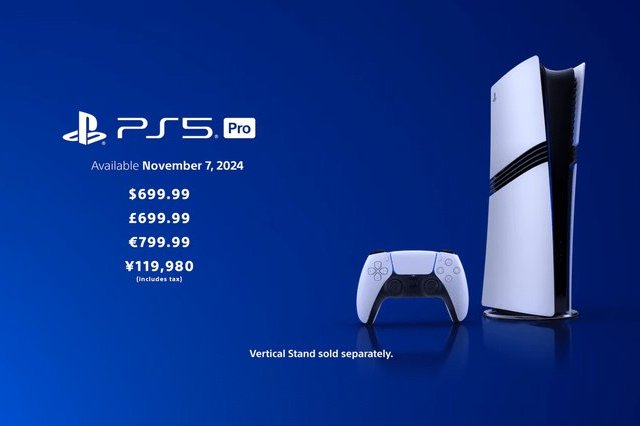 PS5 Pro
Available November 7, 2024
$699.99
£699.99
€799.99
¥119,980
(includes tax)
Vertical Stand sold separately.